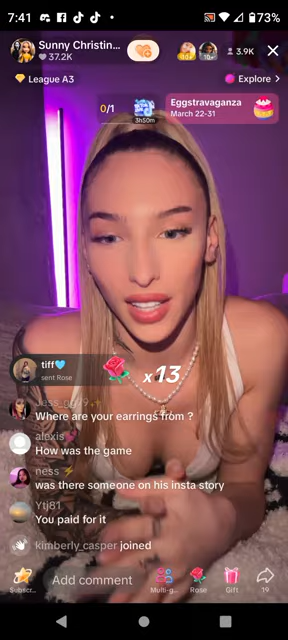 7:41
73%
Sunny Christin...
37.2K
3.9K
League A3
Explore >
0/1
3h50m
Eggstravaganza
March 22-31
tiff
sent Rose
x13
Where are your earrings from ?
alexis
How was the game
ness
was there someone on his insta story
Ytj81
You paid for it
kimberly_casper joined
Subscr...
Add comment
Multi-g...
Rose
Gift
19